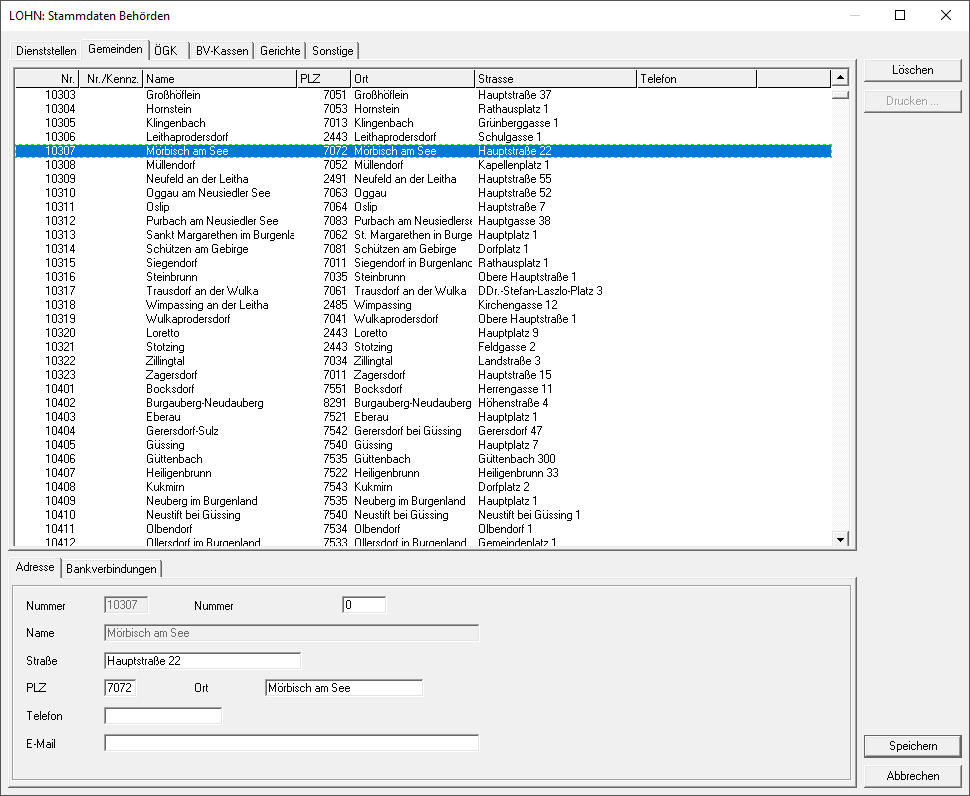 LOHN: Stammdaten Behörden
Dienststellen Gemeinden ÖGK BV-Kassen Gerichte Sonstige
Löschen
Drucken ...
Nr. Nr./Kennz. Name PLZ Ort Strasse Telefon
10303 Großhöflein 7051 Großhöflein Hauptstraße 37
10304 Hornstein 7053 Hornstein Rathausplatz 1
10305 Klingenbach 7013 Klingenbach Grünberggasse 1
10306 Leithaprodersdorf 2443 Leithaprodersdorf Schulgasse 1
10307 Mörbisch am See 7072 Mörbisch am See Hauptstraße 22
10308 Müllendorf 7052 Müllendorf Kapellenplatz 1
10309 Neufeld an der Leitha 2491 Neufeld an der Leitha Hauptstraße 55
10310 Oggau am Neusiedler See 7063 Oggau Hauptstraße 52
10311 Oslip 7064 Oslip Hauptstraße 7
10312 Purbach am Neusiedler See 7083 Purbach am Neusiedlerse Hauptgasse 38
10313 Sankt Margarethen im Burgenla 7062 St. Margarethen in Burge Hauptplatz 1
10314 Schützen am Gebirge 7081 Schützen am Gebirge Dorfplatz 1
10315 Siegendorf 7011 Siegendorf in Burgenland Rathausplatz 1
10316 Steinbrunn 7035 Steinbrunn Obere Hauptstraße 1
10317 Trausdorf an der Wulka 7061 Trausdorf an der Wulka DDr.-Stefan-Laszlo-Platz 3
10318 Wimpassing an der Leitha 2485 Wimpassing Kirchengasse 12
10319 Wulkaprodersdorf 7041 Wulkaprodersdorf Obere Hauptstraße 1
10320 Loretto 2443 Loretto Hauptplatz 9
10321 Stotzing 2443 Stotzing Feldgasse 2
10322 Zillingtal 7034 Zillingtal Landstraße 3
10323 Zagersdorf 7011 Zagersdorf Hauptstraße 15
10401 Bocksdorf 7551 Bocksdorf Herrengasse 11
10402 Burgauberg-Neudauberg 8291 Burgauberg-Neudauberg Höhenstraße 4
10403 Eberau 7521 Eberau Hauptplatz 1
10404 Gerersdorf-Sulz 7542 Gerersdorf bei Güssing Gerersdorf 47
10405 Güssing 7540 Güssing Hauptplatz 7
10406 Güttenbach 7535 Güttenbach Güttenbach 300
10407 Heiligenbrunn 7522 Heiligenbrunn Heiligenbrunn 33
10408 Kukmirn 7543 Kukmirn Dorfplatz 2
10409 Neuberg im Burgenland 7535 Neuberg im Burgenland Hauptplatz 1
10410 Neustift bei Güssing 7540 Neustift bei Güssing Neustift bei Güssing 1
10411 Olbendorf 7534 Olbendorf Olbendorf 1
10412 Ollersdorf im Burgenland 7533 Ollersdorf in Burgenland Gemeindeplatz 1
Adresse Bankverbindungen
Nummer 10307 Nummer 0
Name Mörbisch am See
Straße Hauptstraße 22
PLZ 7072 Ort Mörbisch am See
Telefon
E-Mail
Speichern
Abbrechen